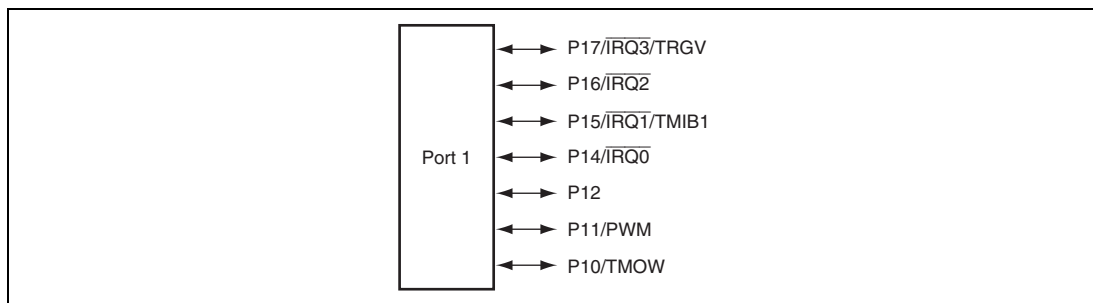 P17/IRQ3/TRGV
P16/IRQ2
P15/IRQ1/TMIB1
Port 1
P14/IRQ0
P12
P11/PWM
P10/TMOW